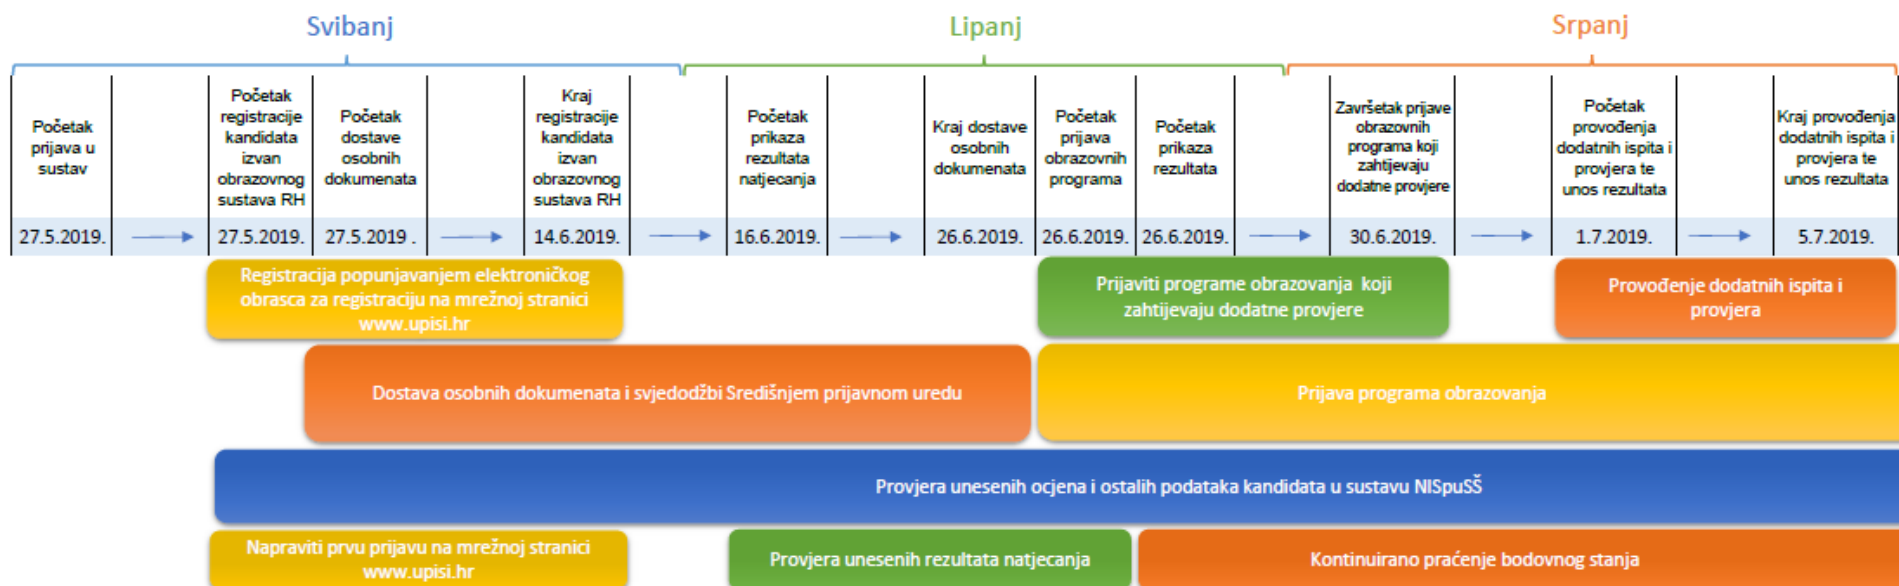 Svibanj
Lipanj
Srpanj
Početak
prijava u
sustav
Početak
registracije
kandidata
izvan
obrazovnog
sustava RH
Početak
dostave
osobnih
dokumenata
Kraj
registracije
kandidata
izvan
obrazovnog
sustava RH
Početak
prikaza
rezultata
natjecanja
Kraj dostave
osobnih
dokumenata
Početak
prijava
obrazovnih
programa
Početak
prikaza
rezultata
Završetak prijave
obrazovnih
programa koji
zahtijevaju
dodatne provjere
Početak
provođenja
dodatnih ispita i
provjera te
unos rezultata
Kraj provođenja
dodatnih ispita i
provjera te
unos rezultata
27.5.2019.
27.5.2019.
27.5.2019 .
14.6.2019.
16.6.2019.
26.6.2019.
26.6.2019.
26.6.2019.
30.6.2019.
1.7.2019.
5.7.2019.
Registracija popunjavanjem elektroničkog
obrasca za registraciju na mrežnoj stranici
www.upisi.hr
Prijaviti programe obrazovanja koji
zahtijevaju dodatne provjere
Provođenje dodatnih ispita i
provjera
Dostava osobnih dokumenata i svjedodžbi Središnjem prijavnom uredu
Prijava programa obrazovanja
Provjera unesenih ocjena i ostalih podataka kandidata u sustavu NISpuSŠ
Napraviti prvu prijavu na mrežnoj stranici
www.upisi.hr
Provjera unesenih rezultata natjecanja
Kontinuirano praćenje bodovnog stanja